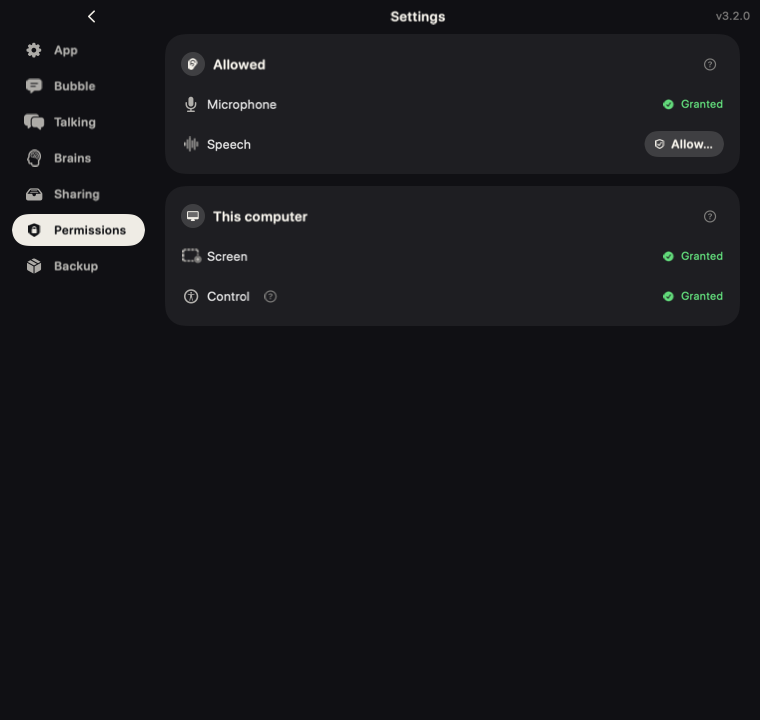 Settings
v3.2.0
App
Bubble
Talking
Brains
Sharing
Permissions
Backup
Allowed
Microphone
Granted
Speech
Allow...
This computer
Screen
Granted
Control
Granted